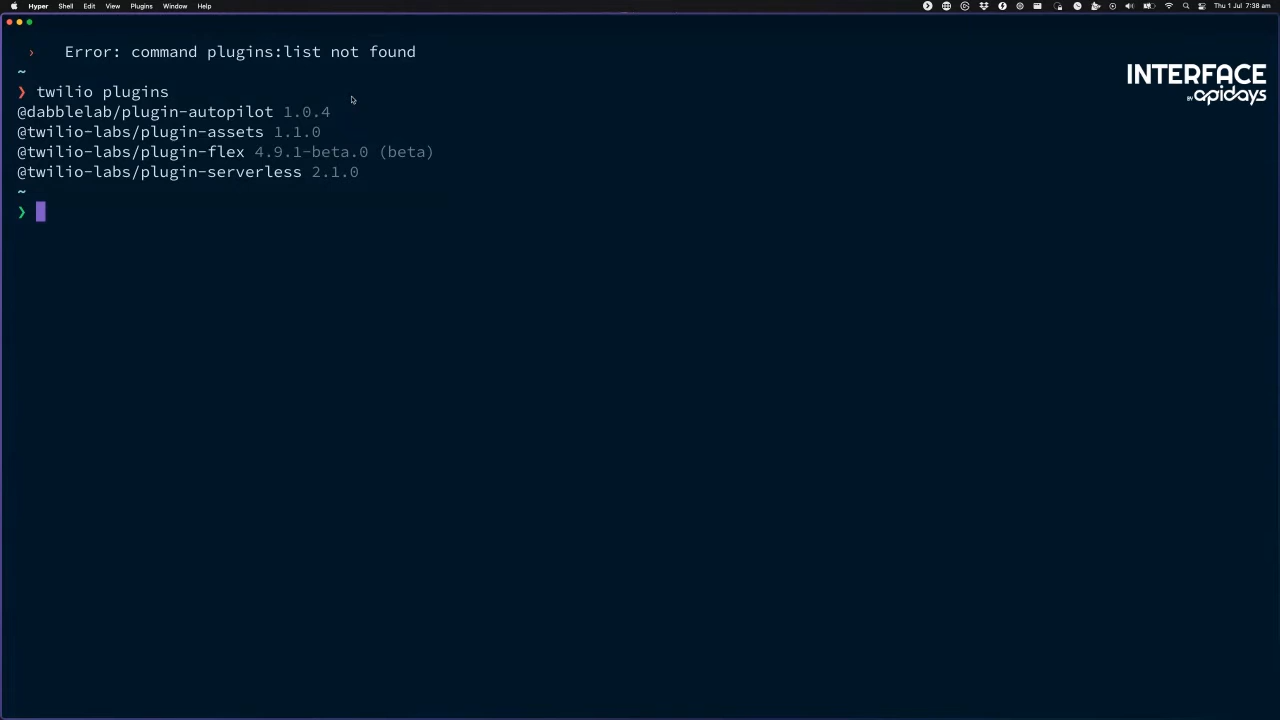 Hyper Shell Edit View Plugins Window Help
Thu 1 Jul 7:38 am
› Error: command plugins:list not found
~
❯ twilio plugins
@dabblelab/plugin-autopilot 1.0.4
@twilio-labs/plugin-assets 1.1.0
@twilio-labs/plugin-flex 4.9.1-beta.0 (beta)
@twilio-labs/plugin-serverless 2.1.0
~
❯
INTERFACE
BY apidays